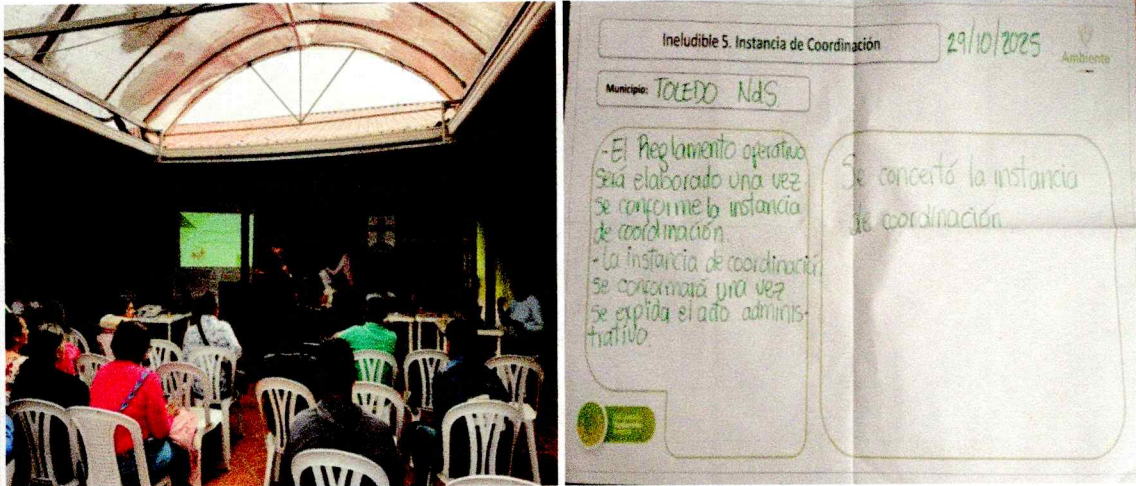 Ineludible 5. Instancia de Coordinación
29/10/2025
Ambiente
Municipio: TOLEDO NdS
- El Reglamento operativo
será elaborado una vez
se conforme la instancia
de coordinación.
- La instancia de coordinación
se conformará una vez
se expida el acto adminis-
trativo.
Se concertó la instancia
de coordinación